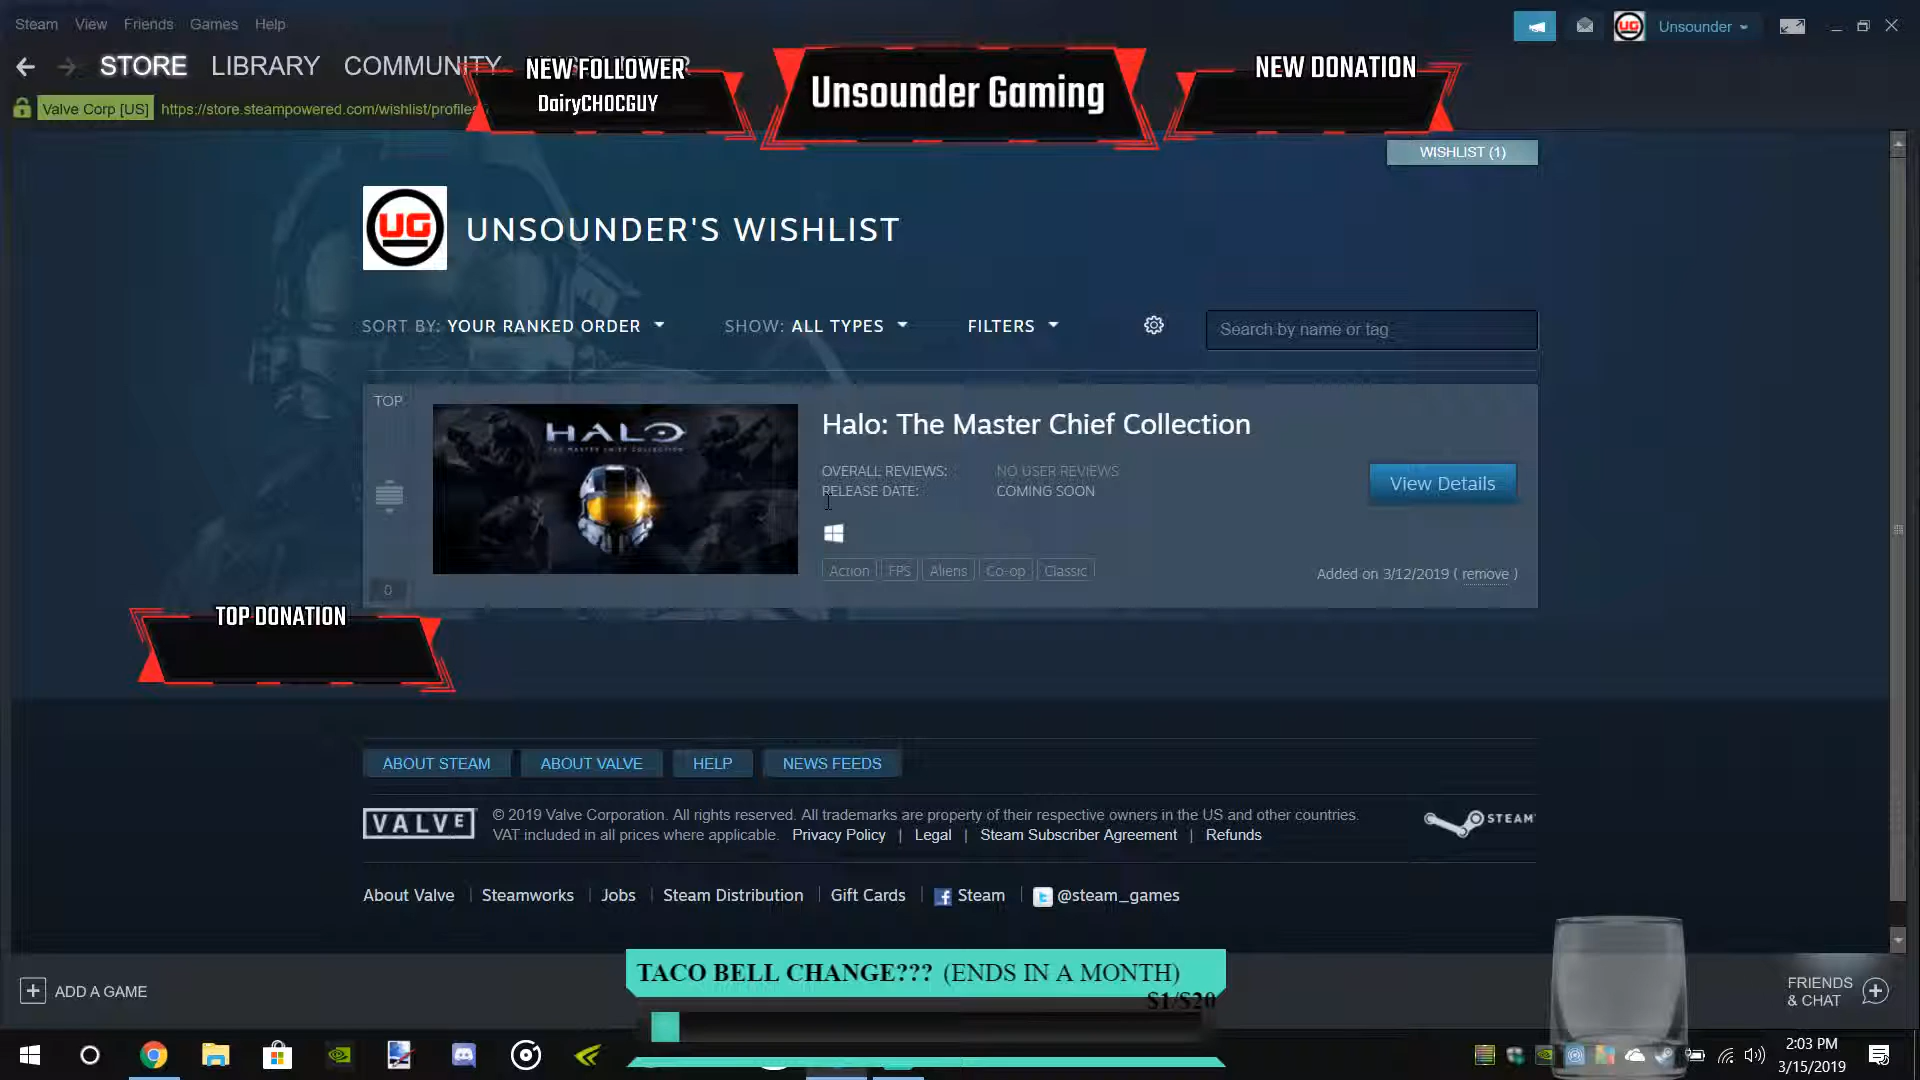 Steam View Friends Games Help
Unsounder
STORE LIBRARY COMMUNITY
NEW FOLLOWER
DairyCHOCGUY
Unsounder Gaming
NEW DONATION
Valve Corp [US] https://store.steampowered.com/wishlist/profiles
WISHLIST (1)
UG
UNSOUNDER'S WISHLIST
SORT BY: YOUR RANKED ORDER SHOW: ALL TYPES FILTERS Search by name or tag
TOP
HALO
THE MASTER CHIEF COLLECTION
Halo: The Master Chief Collection
OVERALL REVIEWS: NO USER REVIEWS
RELEASE DATE: COMING SOON
View Details
Action FPS Aliens Co-op Classic
Added on 3/12/2019 ( remove )
0
TOP DONATION
ABOUT STEAM ABOUT VALVE HELP NEWS FEEDS
VALVE
© 2019 Valve Corporation. All rights reserved. All trademarks are property of their respective owners in the US and other countries.
VAT included in all prices where applicable. Privacy Policy | Legal | Steam Subscriber Agreement | Refunds
STEAM
About Valve | Steamworks | Jobs | Steam Distribution | Gift Cards | Steam | @steam_games
TACO BELL CHANGE??? (ENDS IN A MONTH)
$1/$20
ADD A GAME
FRIENDS
& CHAT
2:03 PM
3/15/2019